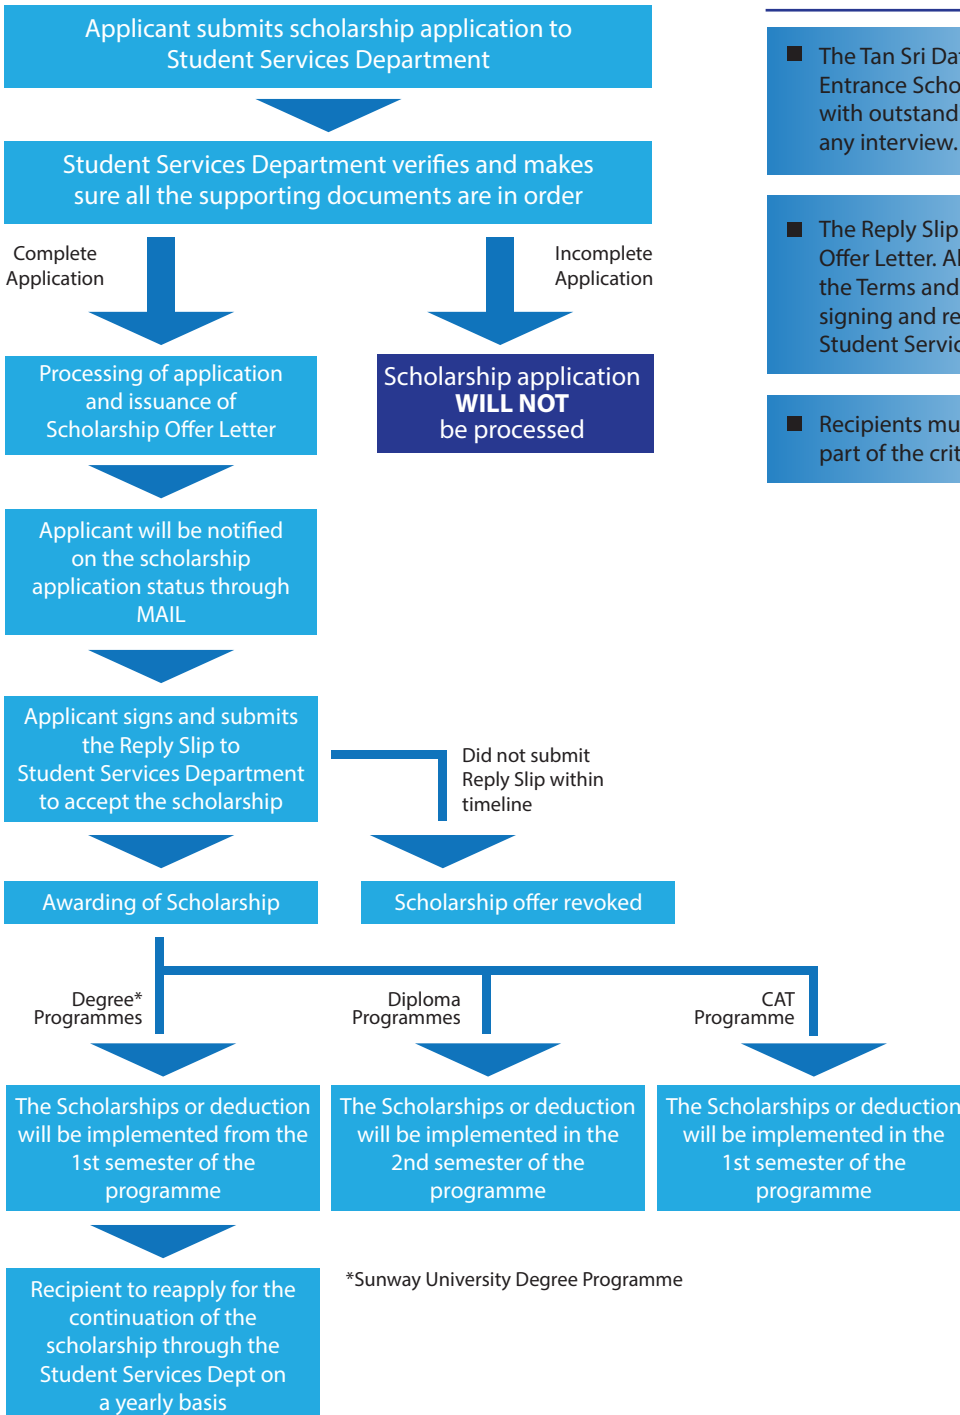 Applicant submits scholarship application to
Student Services Department
Student Services Department verifies and makes
sure all the supporting documents are in order
Complete
Application
Incomplete
Application
Processing of application
and issuance of
Scholarship Offer Letter
Scholarship application
WILL NOT
be processed
Applicant will be notified
on the scholarship
application status through
MAIL
Applicant signs and submits
the Reply Slip to
Student Services Department
to accept the scholarship
Did not submit
Reply Slip within
timeline
Awarding of Scholarship
Scholarship offer revoked
Degree*
Programmes
Diploma
Programmes
CAT
Programme
The Scholarships or deduction
will be implemented from the
1st semester of the
programme
The Scholarships or deduction
will be implemented in the
2nd semester of the
programme
The Scholarships or deduction
will be implemented in the
1st semester of the
programme
Recipient to reapply for the
continuation of the
scholarship through the
Student Services Dept on
a yearly basis
*Sunway University Degree Programme
The Tan Sri
Entrance
with
any interview.
The Reply Slip
Offer Letter.
the Terms and
signing and
Student
Recipients
part of the